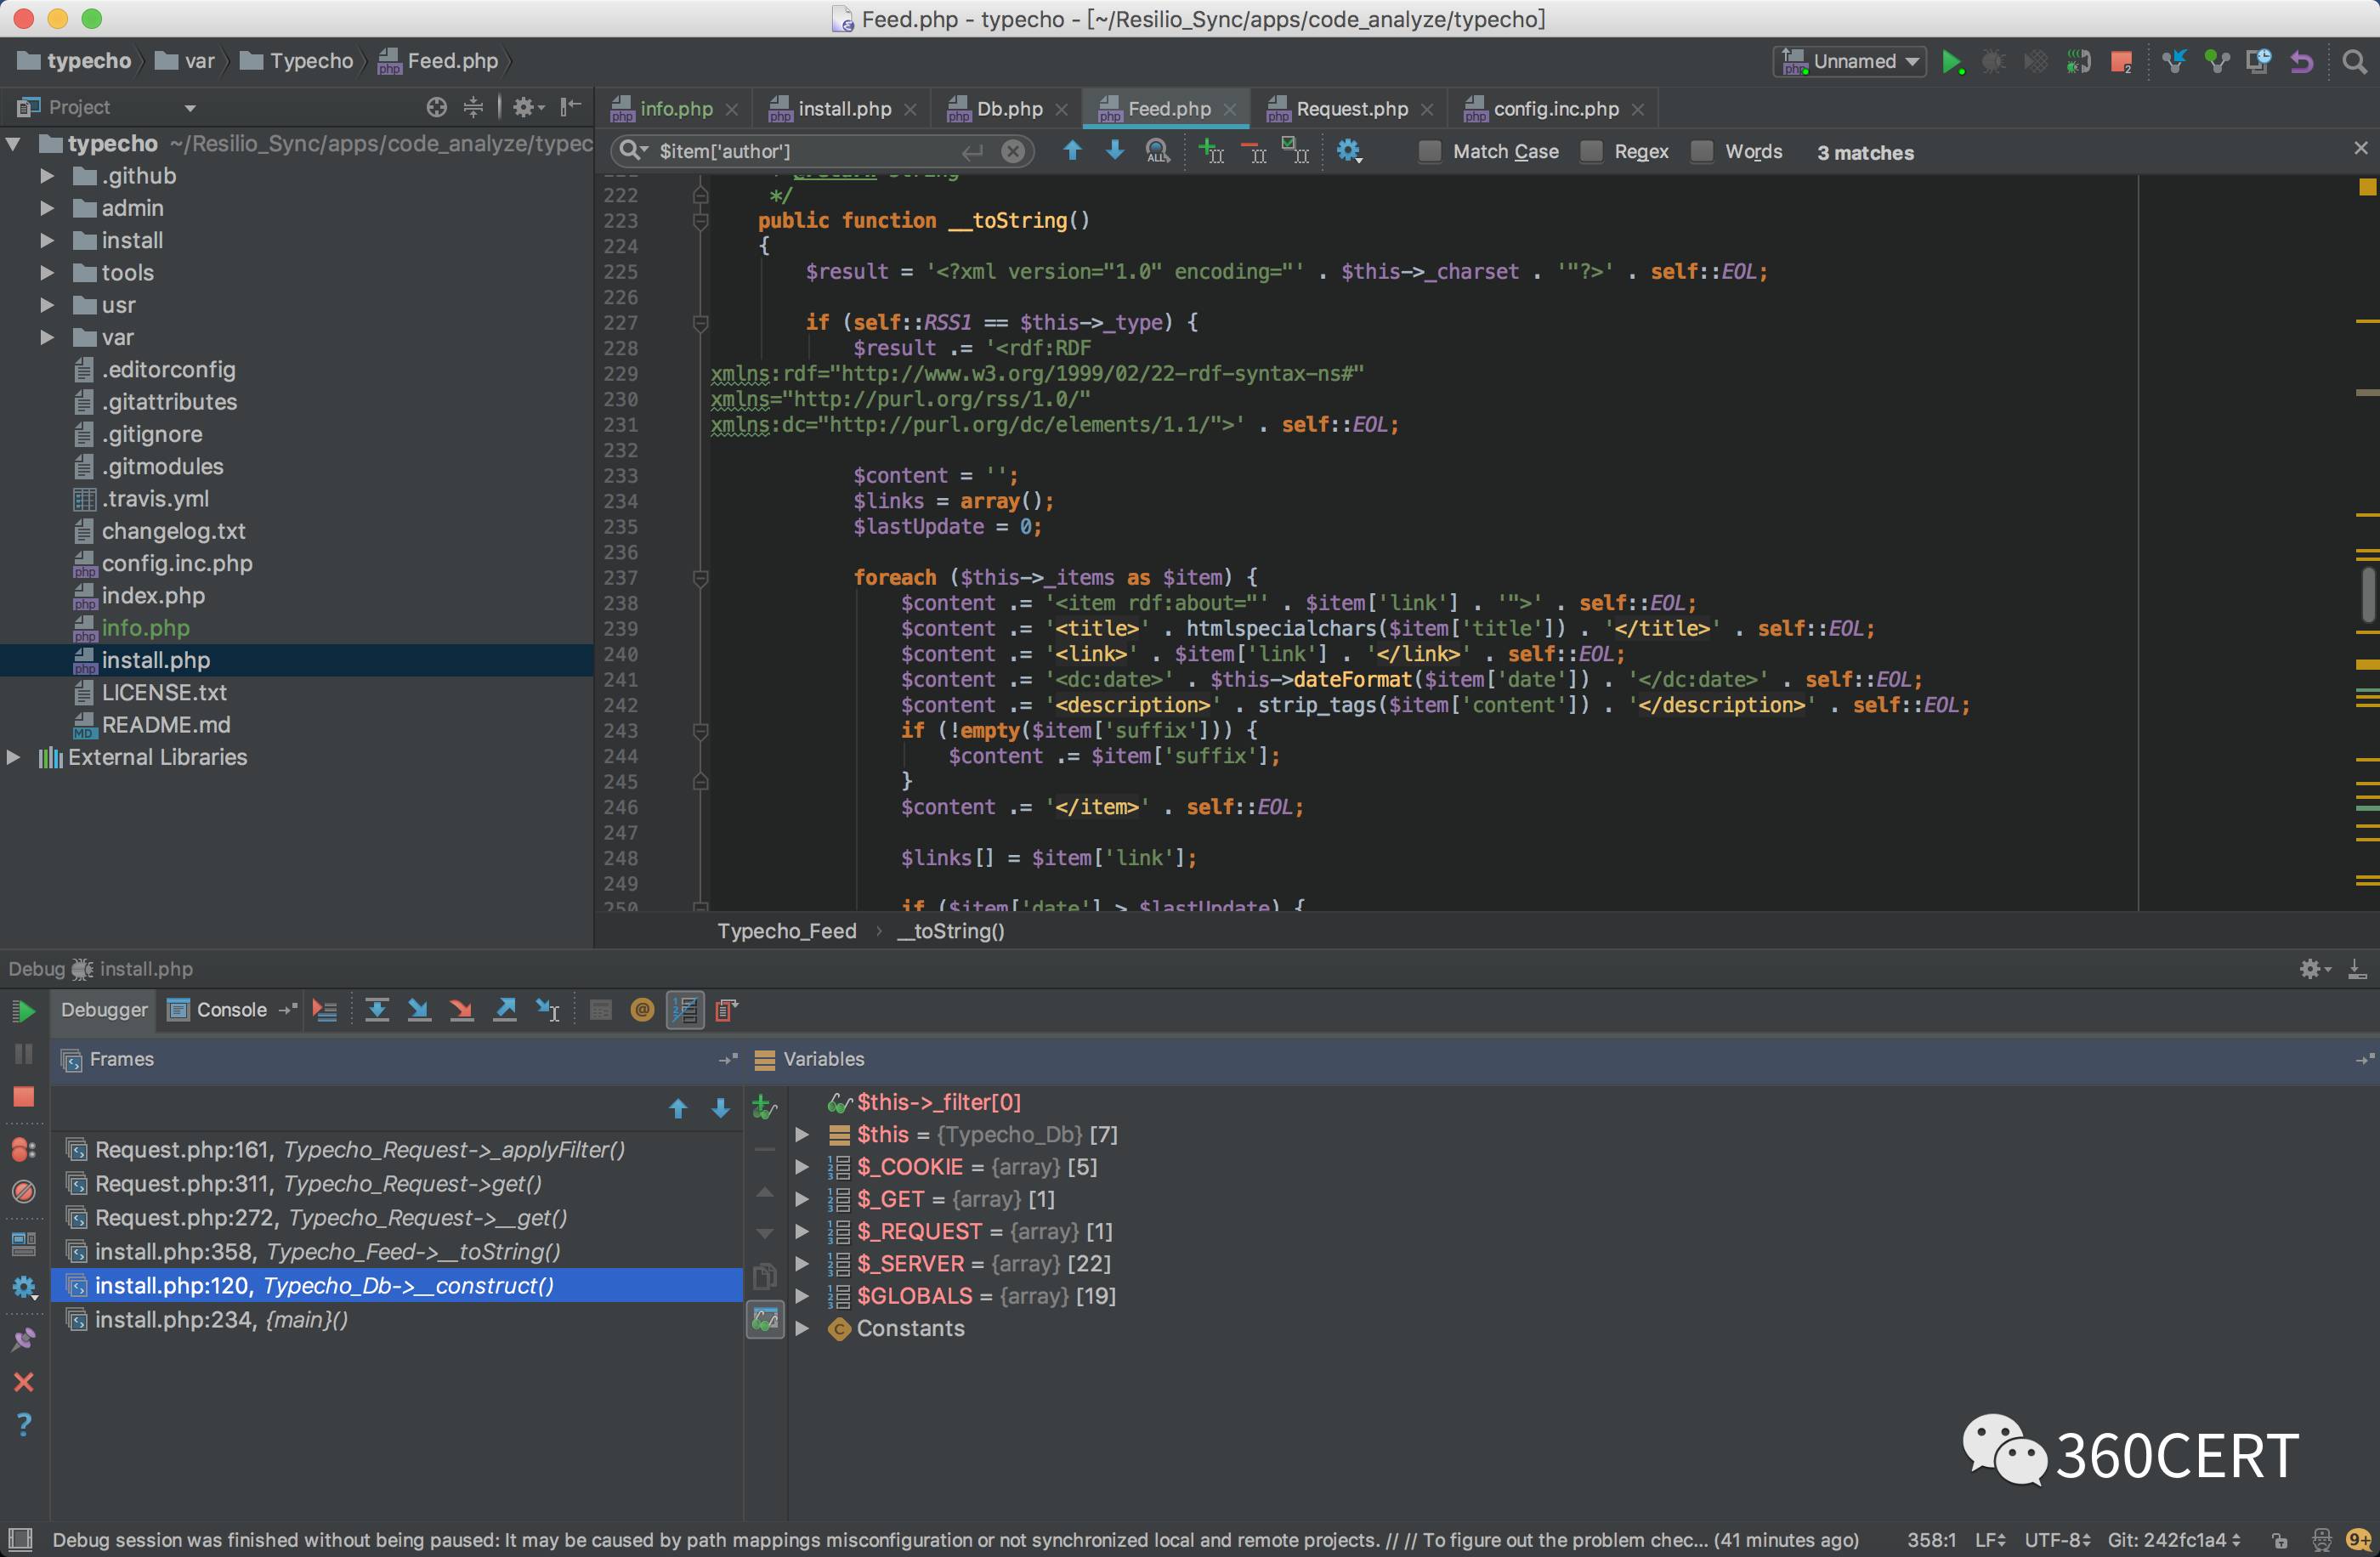 Feed.php - typecho - [~/Resilio_Sync/apps/code_analyze/typecho]
typecho var Typecho Feed.php
Unnamed
Project
info.php install.php Db.php Feed.php Request.php config.inc.php
typecho ~/Resilio_Sync/apps/code_analyze/typec
.github
admin
install
tools
usr
var
.editorconfig
.gitattributes
.gitignore
.gitmodules
.travis.yml
changelog.txt
config.inc.php
index.php
info.php
install.php
LICENSE.txt
README.md
External Libraries
$item['author'] Match Case Regex Words 3 matches
222 */
223 public function __toString()
224 {
225 $result = '<?xml version="1.0" encoding="' . $this->_charset . '"?>' . self::EOL;
226
227 if (self::RSS1 == $this->_type) {
228 $result .= '<rdf:RDF
229 xmlns:rdf="http://www.w3.org/1999/02/22-rdf-syntax-ns#"
230 xmlns="http://purl.org/rss/1.0/"
231 xmlns:dc="http://purl.org/dc/elements/1.1/">' . self::EOL;
232
233 $content = '';
234 $links = array();
235 $lastUpdate = 0;
236
237 foreach ($this->_items as $item) {
238 $content .= '<item rdf:about="' . $item['link'] . '">' . self::EOL;
239 $content .= '<title>' . htmlspecialchars($item['title']) . '</title>' . self::EOL;
240 $content .= '<link>' . $item['link'] . '</link>' . self::EOL;
241 $content .= '<dc:date>' . $this->dateFormat($item['date']) . '</dc:date>' . self::EOL;
242 $content .= '<description>' . strip_tags($item['content']) . '</description>' . self::EOL;
243 if (!empty($item['suffix'])) {
244 $content .= $item['suffix'];
245 }
246 $content .= '</item>' . self::EOL;
247
248 $links[] = $item['link'];
249
250 if ($item['date'] > $lastUpdate) {
Typecho_Feed › __toString()
Debug install.php
Debugger Console
Frames
Request.php:161, Typecho_Request->_applyFilter()
Request.php:311, Typecho_Request->get()
Request.php:272, Typecho_Request->__get()
install.php:358, Typecho_Feed->__toString()
install.php:120, Typecho_Db->__construct()
install.php:234, {main}()
Variables
$this->_filter[0]
$this = {Typecho_Db} [7]
$_COOKIE = {array} [5]
$_GET = {array} [1]
$_REQUEST = {array} [1]
$_SERVER = {array} [22]
$GLOBALS = {array} [19]
Constants
360CERT
Debug session was finished without being paused: It may be caused by path mappings misconfiguration or not synchronized local and remote projects. // // To figure out the problem chec... (41 minutes ago) 358:1 LF UTF-8 Git: 242fc1a4 9+